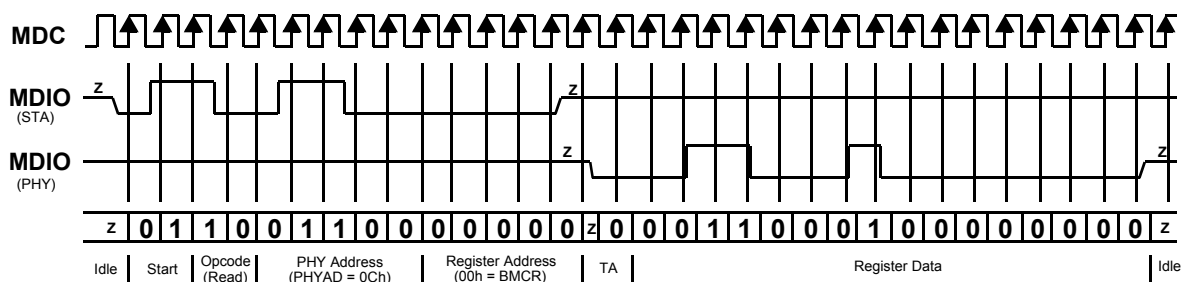 MDC
z z
MDIO
(STA)
MDIO z z
(PHY)
z 0 1 1 0 0 1 1 0 0 0 0 0 0 0 z 0 0 0 1 1 0 0 0 1 0 0 0 0 0 0 0 0 z
Idle Start Opcode (Read) PHY Address (PHYAD = 0Ch) Register Address (00h = BMCR) TA Register Data Idle